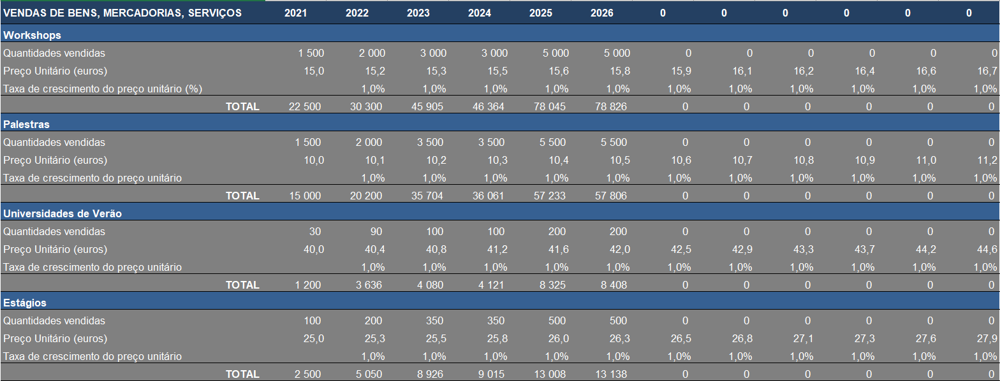 VENDAS DE BENS, MERCADORIAS, SERVIÇOS 2021 2022 2023 2024 2025 2026 0 0 0 0 0 0
Workshops
Quantidades vendidas 1 500 2 000 3 000 3 000 5 000 5 000 0 0 0 0 0 0
Preço Unitário (euros) 15,0 15,2 15,3 15,5 15,6 15,8 15,9 16,1 16,2 16,4 16,6 16,7
Taxa de crescimento do preço unitário (%) 1,0% 1,0% 1,0% 1,0% 1,0% 1,0% 1,0% 1,0% 1,0% 1,0% 1,0%
TOTAL 22 500 30 300 45 905 46 364 78 045 78 826 0 0 0 0 0 0
Palestras
Quantidades vendidas 1 500 2 000 3 500 3 500 5 500 5 500 0 0 0 0 0 0
Preço Unitário (euros) 10,0 10,1 10,2 10,3 10,4 10,5 10,6 10,7 10,8 10,9 11,0 11,2
Taxa de crescimento do preço unitário 1,0% 1,0% 1,0% 1,0% 1,0% 1,0% 1,0% 1,0% 1,0% 1,0% 1,0%
TOTAL 15 000 20 200 35 704 36 061 57 233 57 806 0 0 0 0 0 0
Universidades de Verão
Quantidades vendidas 30 90 100 100 200 200 0 0 0 0 0 0
Preço Unitário (euros) 40,0 40,4 40,8 41,2 41,6 42,0 42,5 42,9 43,3 43,7 44,2 44,6
Taxa de crescimento do preço unitário 1,0% 1,0% 1,0% 1,0% 1,0% 1,0% 1,0% 1,0% 1,0% 1,0% 1,0%
TOTAL 1 200 3 636 4 080 4 121 8 325 8 408 0 0 0 0 0 0
Estágios
Quantidades vendidas 100 200 350 350 500 500 0 0 0 0 0 0
Preço Unitário (euros) 25,0 25,3 25,5 25,8 26,0 26,3 26,5 26,8 27,1 27,3 27,6 27,9
Taxa de crescimento do preço unitário 1,0% 1,0% 1,0% 1,0% 1,0% 1,0% 1,0% 1,0% 1,0% 1,0% 1,0%
TOTAL 2 500 5 050 8 926 9 015 13 008 13 138 0 0 0 0 0 0